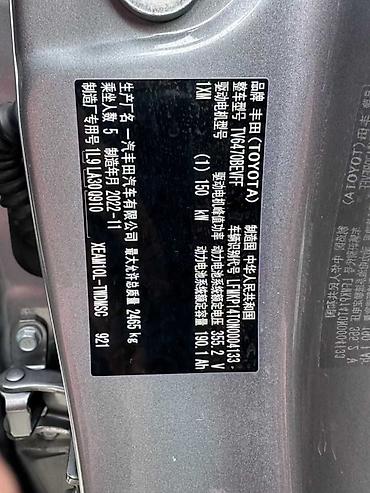 品牌 丰田(TOYOTA) 制造国 中华人民共和国
整车型号 TV6470BEVFF 车辆识别代号 LFMKP1410N0004133
驱动电机型号 驱动电机峰值功率 动力电池系统额定电压 355.2 V
1XM (1) 150 kW 动力电池系统额定容量 190.1Ah
生产厂名 一汽丰田汽车有限公司 最大允许总质量 2465 kg
乘坐人数 5 制造年月 2022-11
制造厂专用号 1L9\LA30Q910 XEAM10L-TWDMSC 921